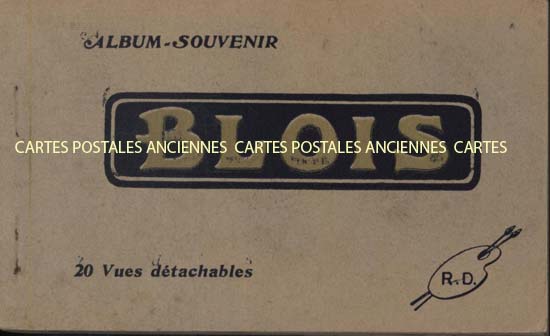 ALBUM-SOUVENIR
BLOIS
CARTES POSTALES ANCIENNES CARTES POSTALES ANCIENNES CARTES
20 Vues détachables
R.D.